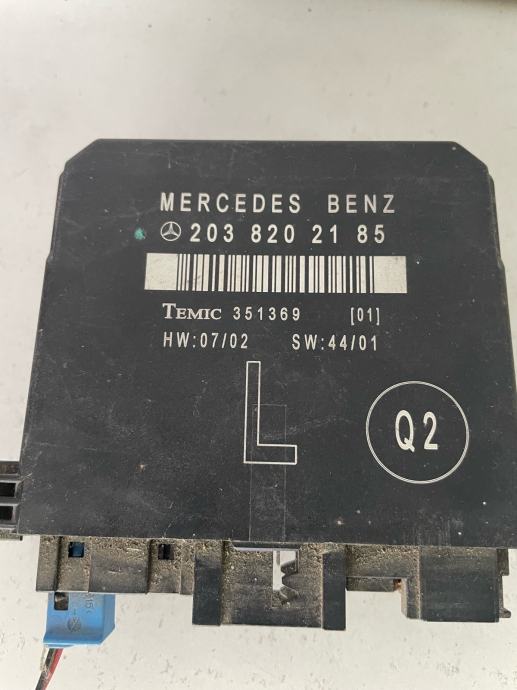 MERCEDES BENZ
203 820 21 85
TEMIC 351369 [01]
HW:07/02 SW:44/01
L
Q2